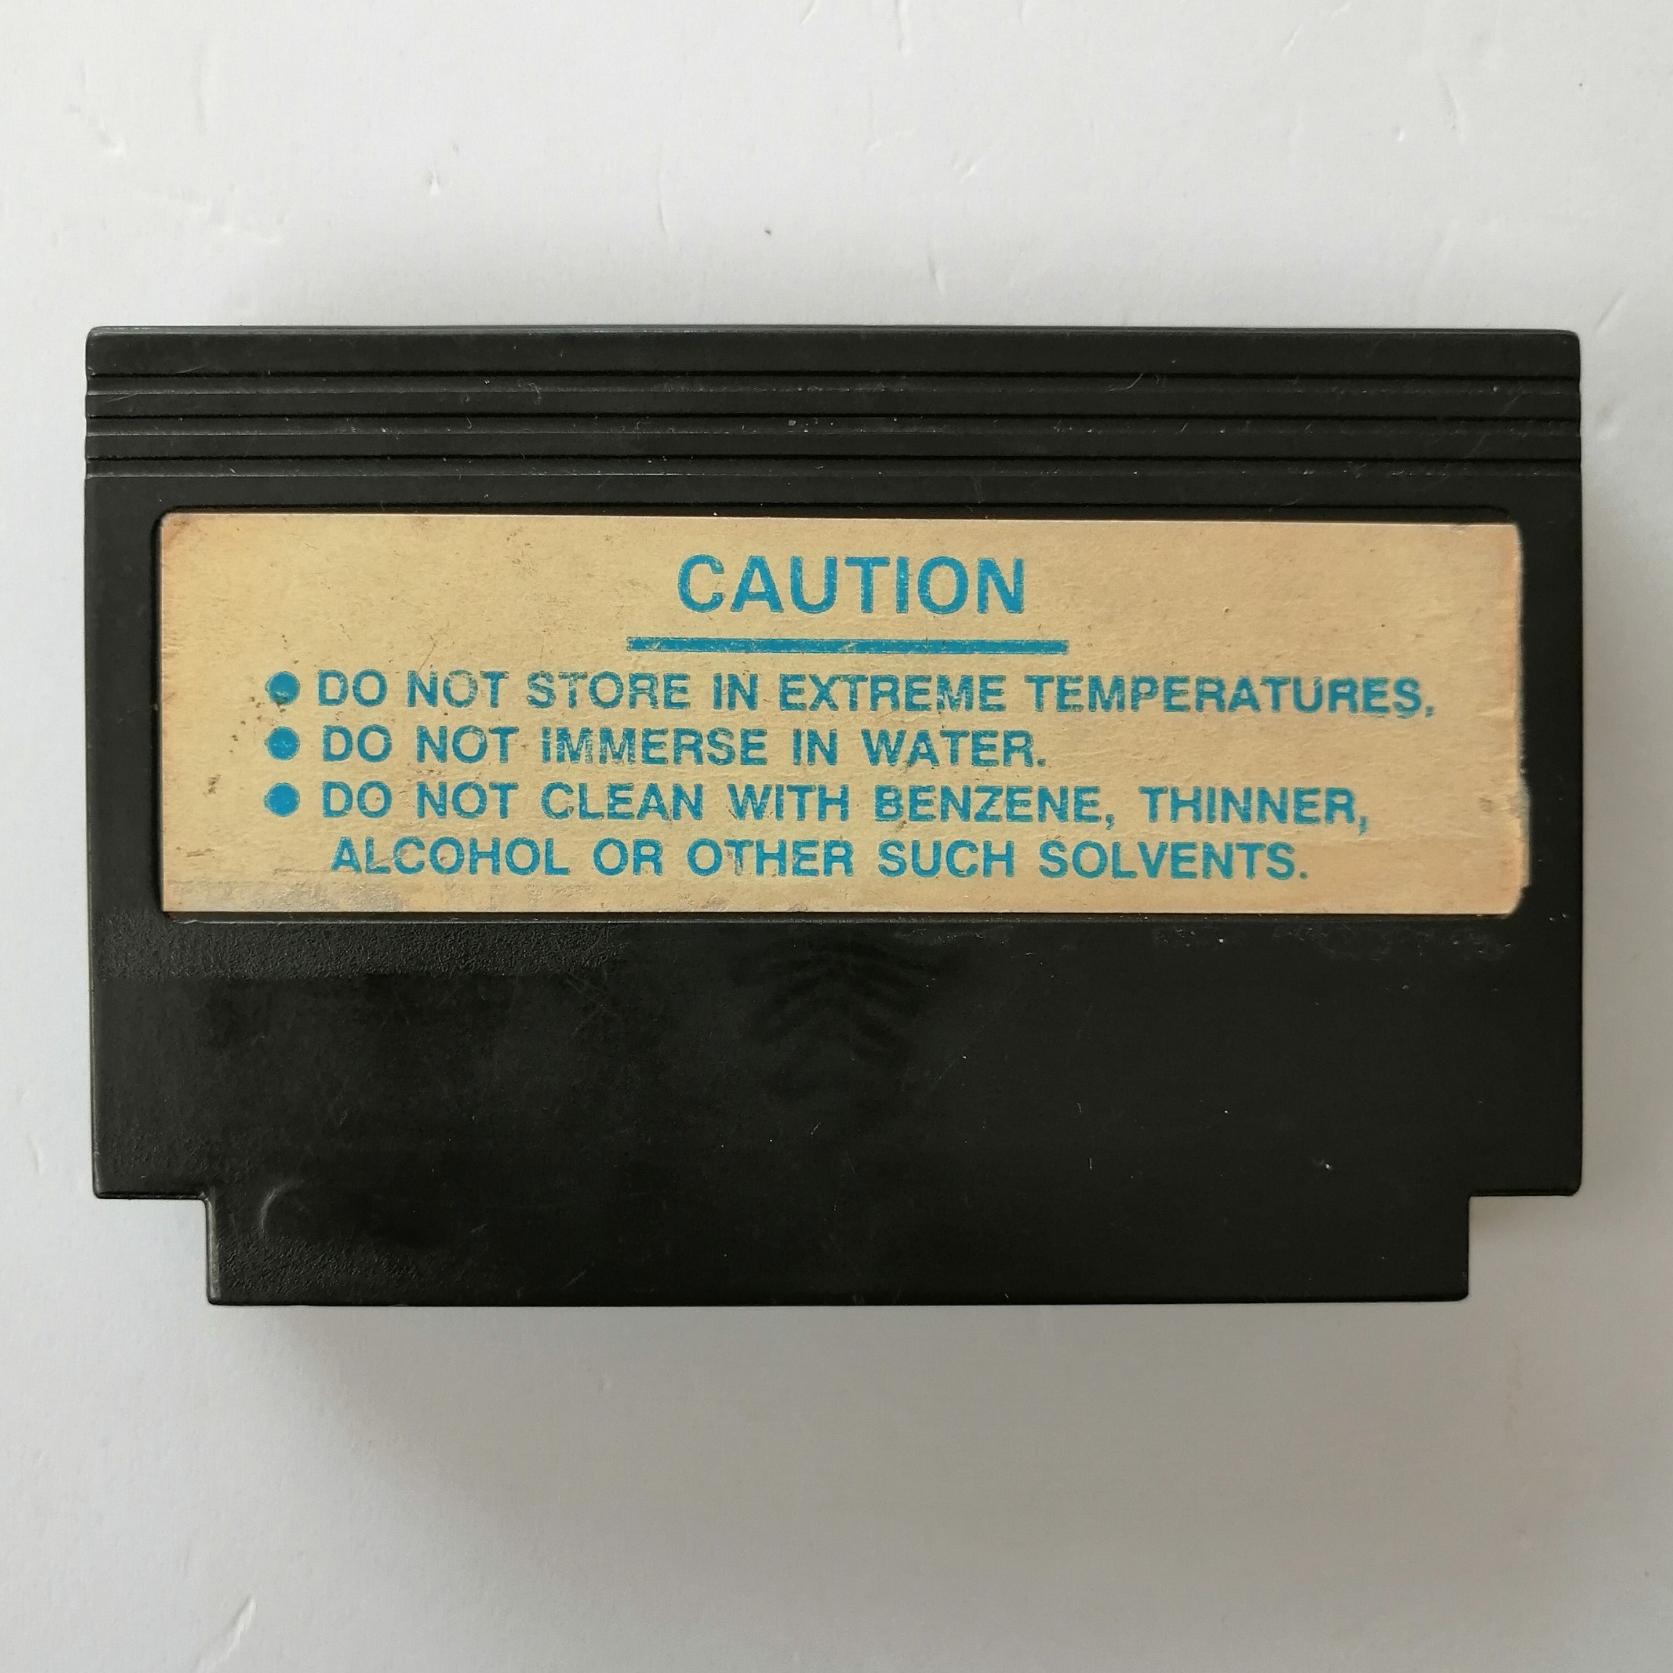 CAUTION
● DO NOT STORE IN EXTREME TEMPERATURES.
● DO NOT IMMERSE IN WATER.
● DO NOT CLEAN WITH BENZENE, THINNER,
ALCOHOL OR OTHER SUCH SOLVENTS.